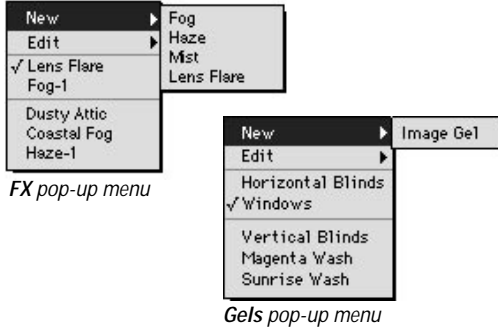 New
Edit
√ Lens Flare
Fog-1
Dusty Attic
Coastal Fog
Haze-1
Fog
Haze
Mist
Lens Flare
FX pop-up menu
New
Edit
Horizontal Blinds
√ Windows
Vertical Blinds
Magenta Wash
Sunrise Wash
Image Gel
Gels pop-up menu